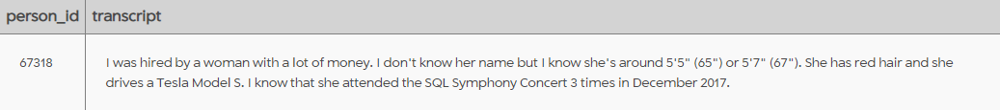 person_id transcript
67318 I was hired by a woman with a lot of money. I don't know her name but I know she's around 5'5" (65") or 5'7" (67"). She has red hair and she
drives a Tesla Model S. I know that she attended the SQL Symphony Concert 3 times in December 2017.